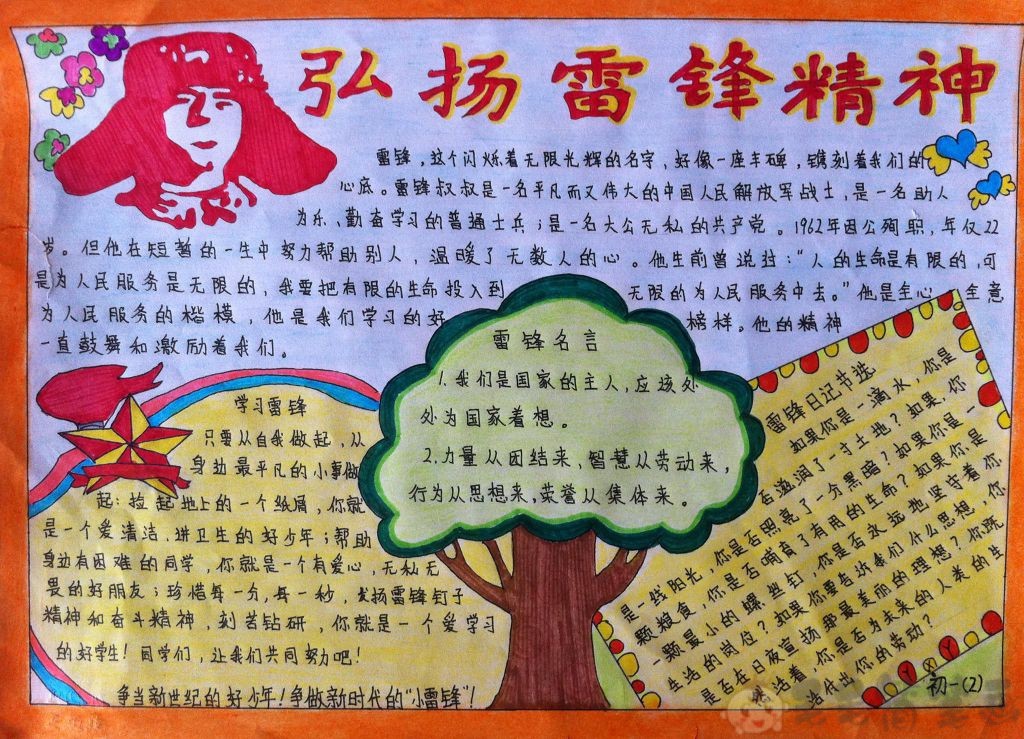 弘扬雷锋精神
雷锋，这个闪烁着无限光辉的名字，好像一座丰碑，镌刻着我们的
心底。雷锋叔叔是一名平凡而又伟大的中国人民解放军战士，是一名助人
为乐、勤奋学习的普通士兵；是一名大公无私的共产党。1962年因公殉职，年仅22
岁。但他在短暂的一生中努力帮助别人，温暖了无数人的心。他生前曾说过：“人的生命是有限的，可
是为人民服务是无限的，我要把有限的生命投入到无限的为人民服务中去。”他是全心全意
为人民服务的楷模，他是我们学习的好榜样。他的精神
一直鼓舞和激励着我们。
学习雷锋
只要从自我做起，从
身边最平凡的小事做
起：捡起地上的一个纸屑，你就
是一个爱清洁、讲卫生的好少年；帮助
身边有困难的同学，你就是一个有爱心，无私无
畏的好朋友；珍惜每一分，每一秒，发扬雷锋钉子
精神和奋斗精神，刻苦钻研，你就是一个爱学习
的好学生！同学们，让我们共同努力吧！
争当新世纪的好少年！争做新时代的“小雷锋”！
雷锋名言
1.我们是国家的主人，应该处
处为国家着想。
2.力量从团结来，智慧从劳动来，
行为从思想来，荣誉从集体来。
雷锋日记节选
如果你是一滴水，你是
否滋润了一寸土地？如果，你
是一线阳光，你是否照亮了一分黑暗？如果你是一
颗粮食，你是否哺育了有用的生命？如果你是
一颗最小的螺丝钉，你是否永远地坚守着你
生活的岗位？如果你要告诉我们什么思想，你
是否在日夜宣扬那最美丽的理想？你既
活着，你是否为未来的人类的生
活付出你的劳动？
初一（2）